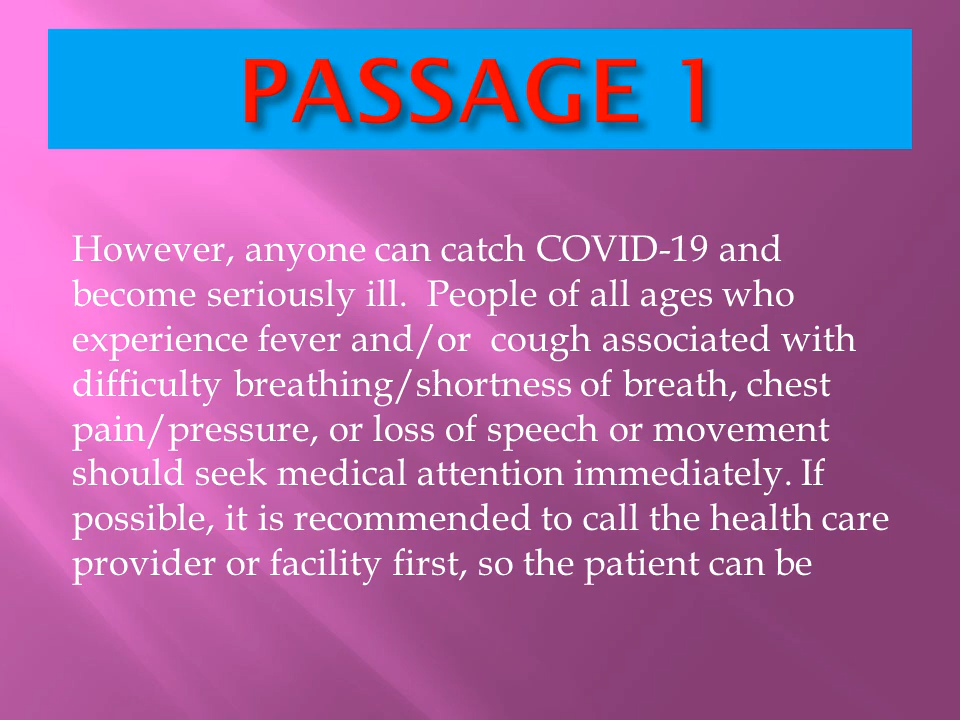 PASSAGE 1
However, anyone can catch COVID-19 and
become seriously ill.  People of all ages who
experience fever and/or  cough associated with
difficulty breathing/shortness of breath, chest
pain/pressure, or loss of speech or movement
should seek medical attention immediately. If
possible, it is recommended to call the health care
provider or facility first, so the patient can be